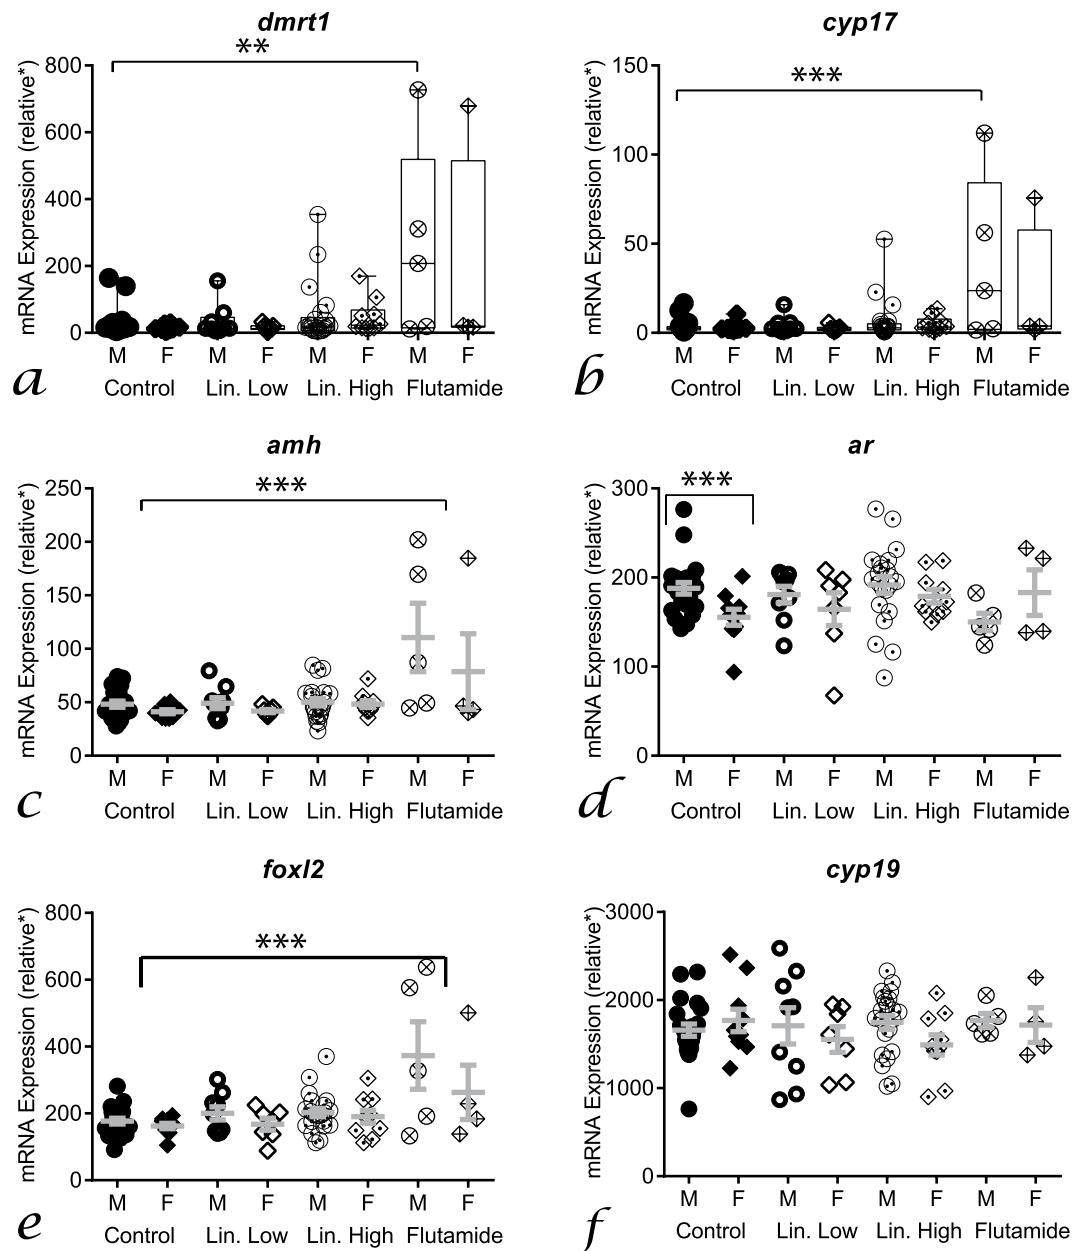 dmrt1
**
mRNA Expression (relative*)
800
600
400
200
0
M F M F M F M F
Control Lin. Low Lin. High Flutamide
a
cyp17
***
mRNA Expression (relative*)
150
100
50
0
M F M F M F M F
Control Lin. Low Lin. High Flutamide
b
amh
***
mRNA Expression (relative*)
250
200
150
100
50
0
M F M F M F M F
Control Lin. Low Lin. High Flutamide
c
ar
***
mRNA Expression (relative*)
300
200
100
0
M F M F M F M F
Control Lin. Low Lin. High Flutamide
d
foxl2
***
mRNA Expression (relative*)
800
600
400
200
0
M F M F M F M F
Control Lin. Low Lin. High Flutamide
e
cyp19
mRNA Expression (relative*)
3000
2000
1000
0
M F M F M F M F
Control Lin. Low Lin. High Flutamide
f